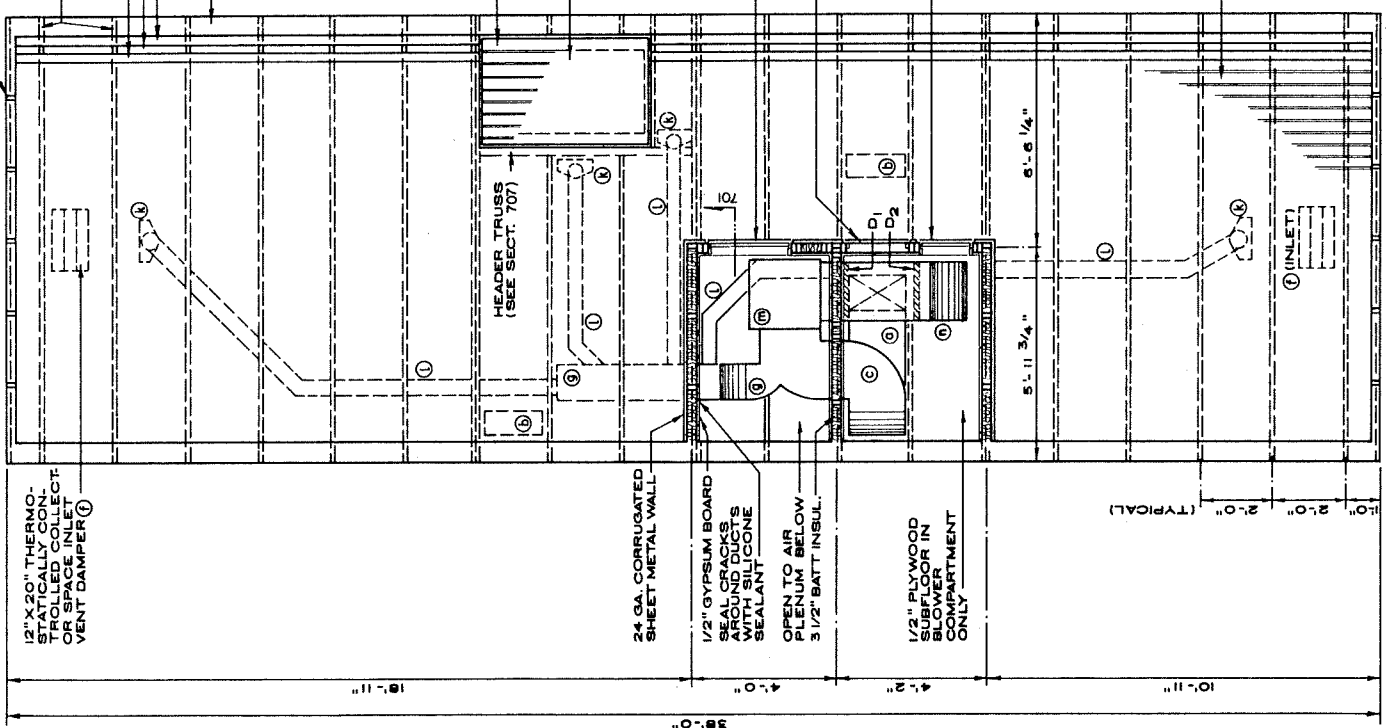 12" X 20" THERMO-
STATICALLY CON-
TROLLED COLLECT-
OR SPACE INLET
VENT DAMPER f
24 GA. CORRUGATED
SHEET METAL WALL
1/2" GYPSUM BOARD
SEAL CRACKS
AROUND DUCTS
WITH SILICONE
SEALANT
OPEN TO AIR
PLENUM BELOW
3 1/2" BATT INSUL.
1/2" PLYWOOD
SUBFLOOR IN
BLOWER
COMPARTMENT
ONLY
HEADER TRUSS
(SEE SECT. 707)
707
k
l
b
g
l
k
l
k
l
m
g
b
D1
D2
a
n
c
l
k
f (INLET)
6'-6 1/4"
5'-11 3/4"
(TYPICAL)
2'-0"
2'-0"
1'-0"
18'-11"
4'-0"
4'-2"
10'-11"
38'-0"